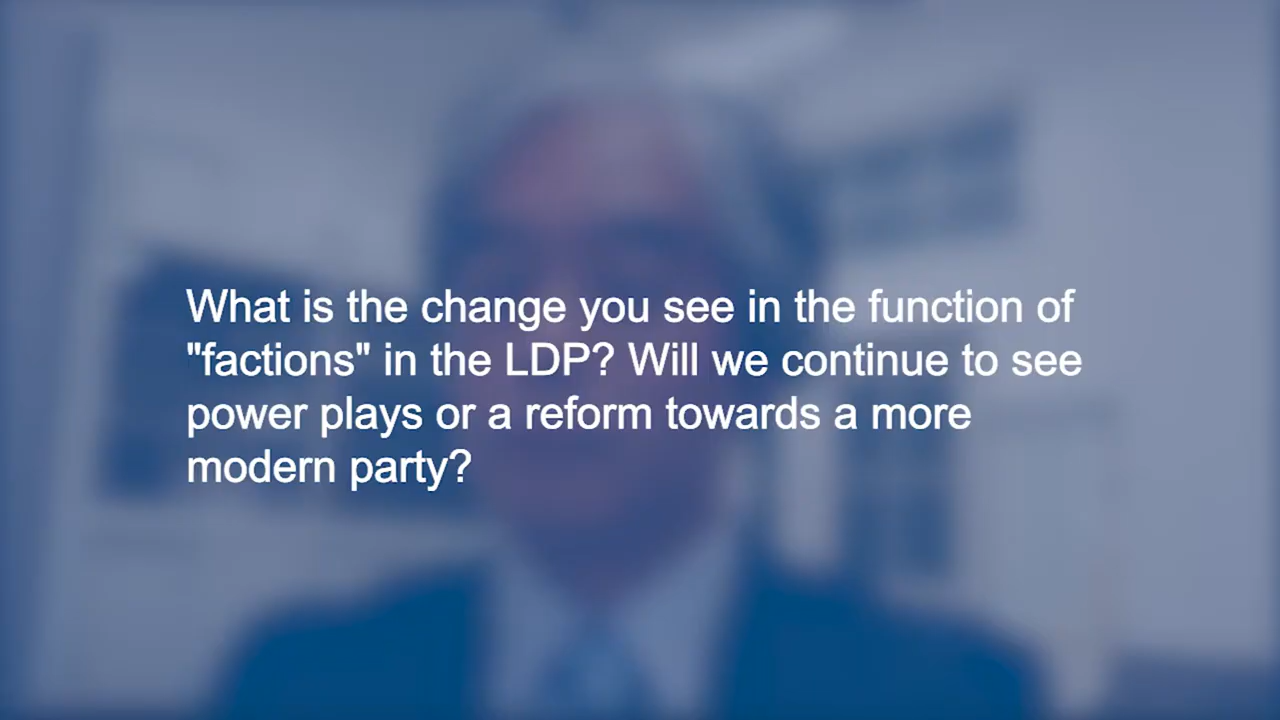 What is the change you see in the function of
"factions" in the LDP? Will we continue to see
power plays or a reform towards a more
modern party?